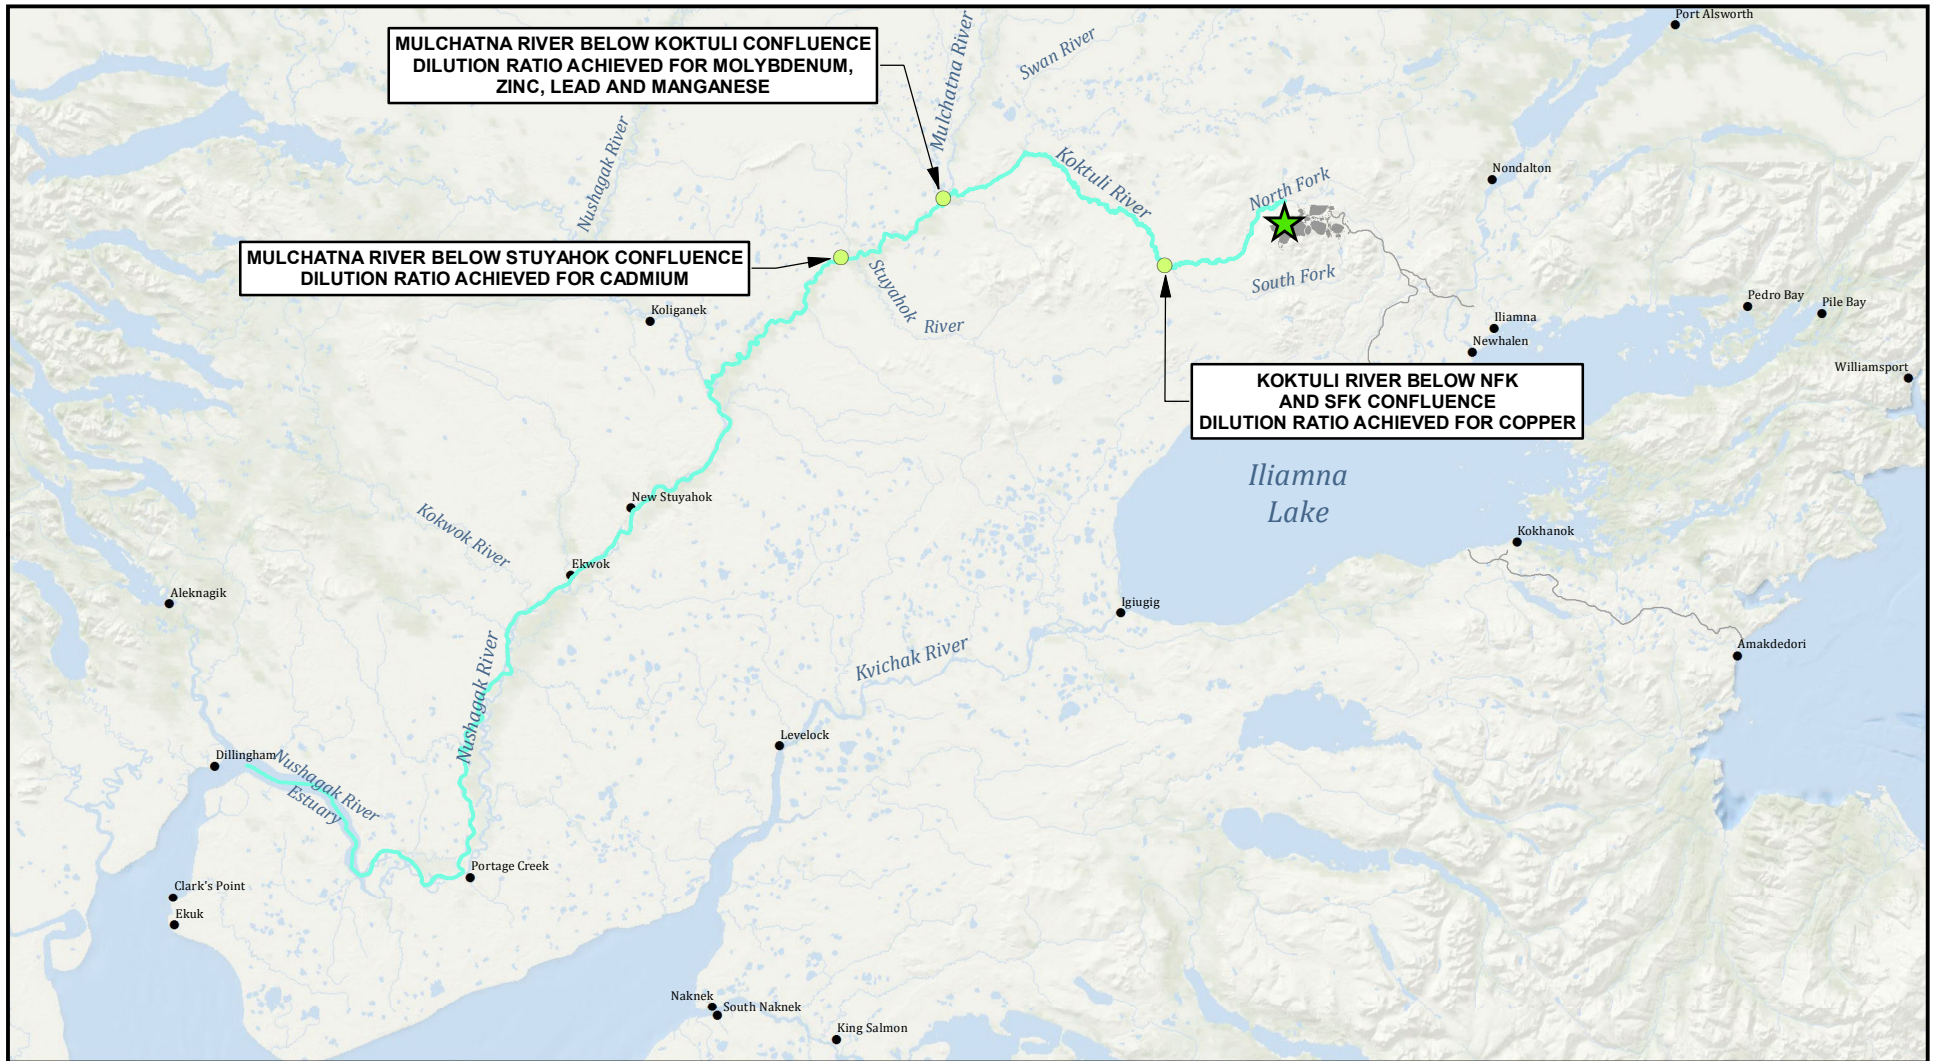 Port Alsworth
MULCHATNA RIVER BELOW KOKTULI CONFLUENCE
DILUTION RATIO ACHIEVED FOR MOLYBDENUM,
ZINC, LEAD AND MANGANESE
Mulchatna River
Swan River
Nushagak River
Koktuli River
North Fork
Nondalton
MULCHATNA RIVER BELOW STUYAHOK CONFLUENCE
DILUTION RATIO ACHIEVED FOR CADMIUM
Stuyahok
River
South Fork
Koliganek
Pedro Bay
Pile Bay
Iliamna
Newhalen
Williamsport
KOKTULI RIVER BELOW NFK
AND SFK CONFLUENCE
DILUTION RATIO ACHIEVED FOR COPPER
Iliamna
Lake
New Stuyahok
Kokwok River
Kokhanok
Ekwok
Aleknagik
Igiugig
Nushagak River
Kvichak River
Amakdedori
Levelock
Dillingham
Nushagak River
Estuary
Portage Creek
Clark's Point
Ekuk
Naknek
South Naknek
King Salmon